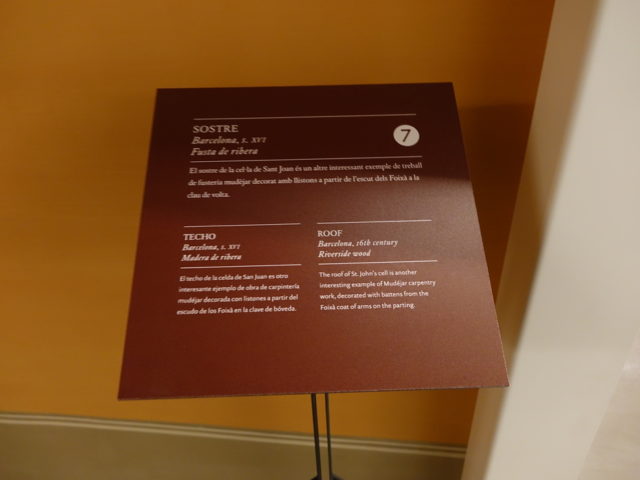 SOSTRE
Barcelona, s. XVI
Fusta de ribera
7
El sostre de la cel·la de Sant Joan és un altre interessant exemple de treball
de fusteria mudèjar decorat amb llistons a partir de l'escut dels Foixà a la
clau de volta.
TECHO
Barcelona, s. XVI
Madera de ribera
El techo de la celda de San Juan es otro
interesante ejemplo de obra de carpintería
mudéjar decorada con listones a partir del
escudo de los Foixà en la clave de bóveda.
ROOF
Barcelona, 16th century
Riverside wood
The roof of St. John's cell is another
interesting example of Mudéjar carpentry
work, decorated with battens from the
Foixà coat of arms on the parting.